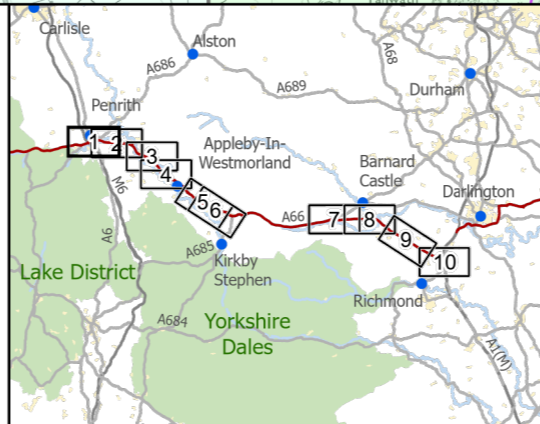 Carlisle
Alston
A68
A686
A689
Durham
Penrith
1
2
3
4
5
6
Appleby-In-
Westmorland
Barnard
Castle
Darlington
M6
A66
7
8
9
10
A6
A685
Kirkby
Stephen
Lake District
Richmond
A684
Yorkshire
Dales
A1(M)